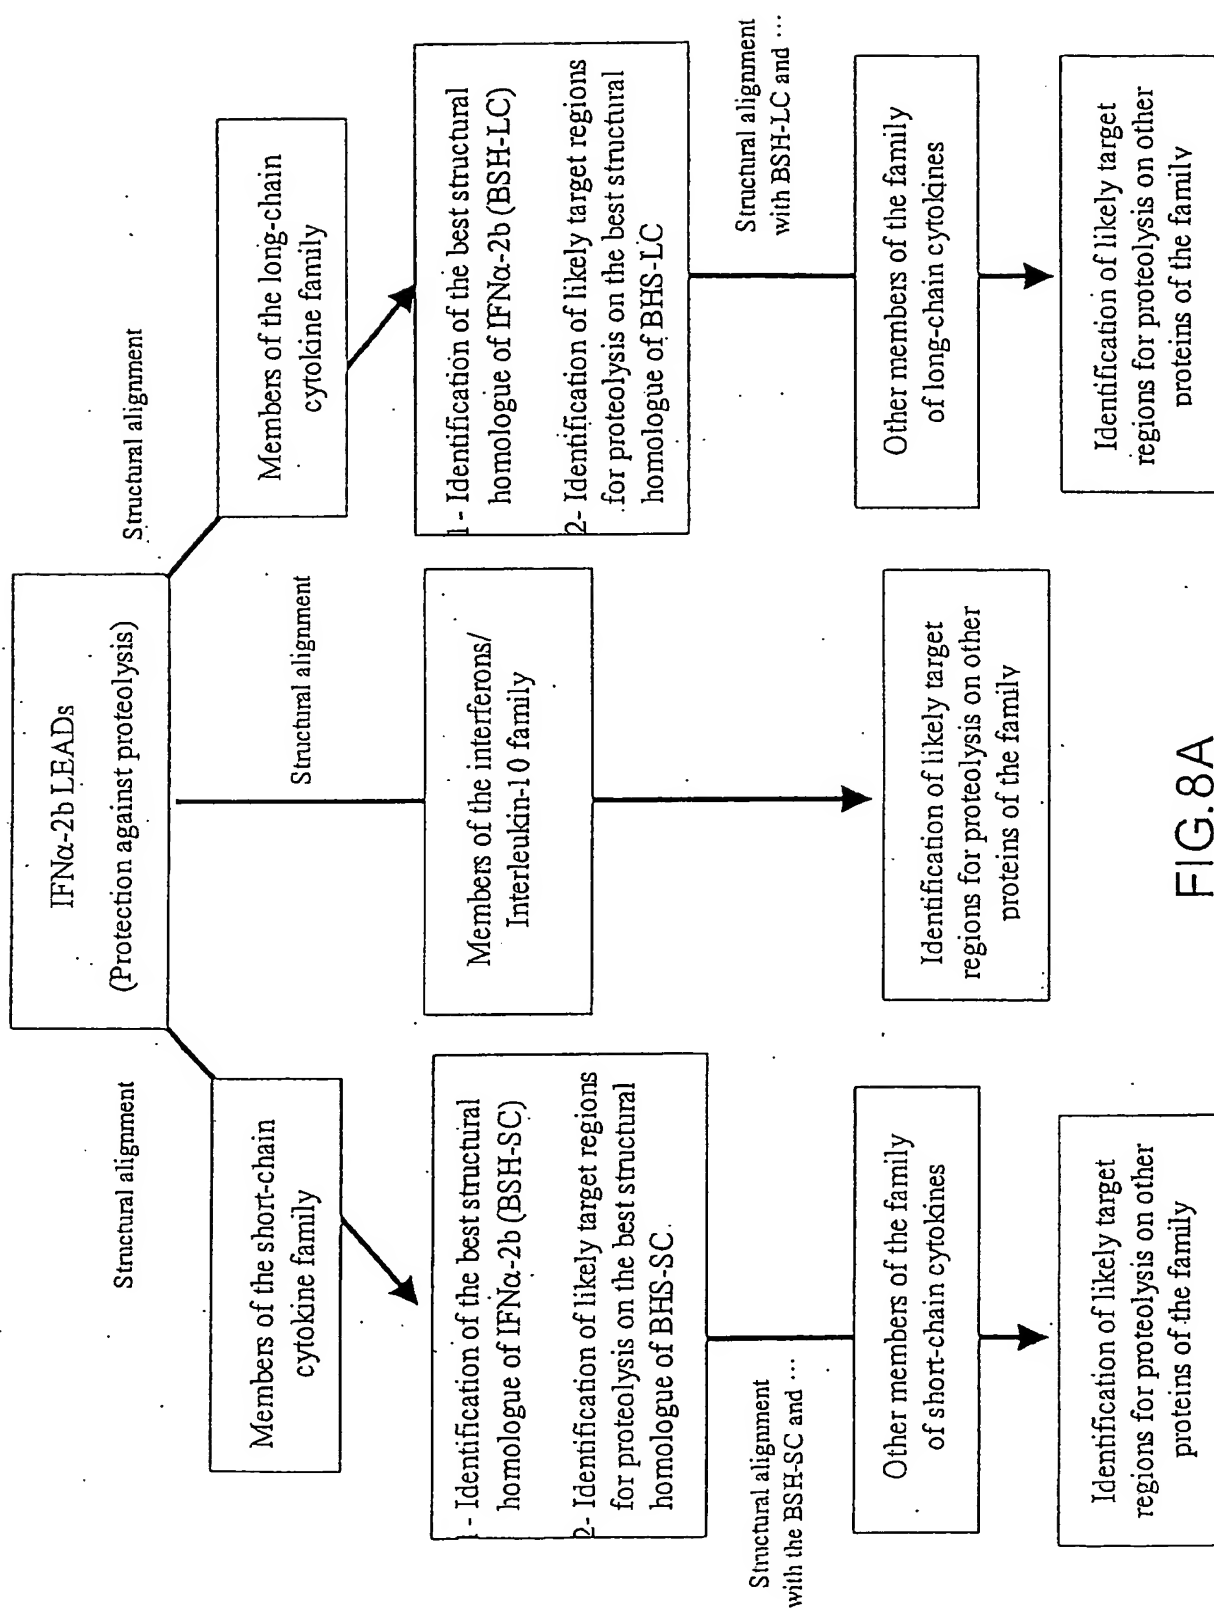 IFNα-2b LEADs
(Protection against proteolysis)
Structural alignment
Members of the short-chain
cytokine family
1- Identification of the best structural
homologue of IFNα-2b (BSH-SC)
2- Identification of likely target regions
for proteolysis on the best structural
homologue of BHS-SC.
Structural alignment
with the BSH-SC and ...
Other members of the family
of short-chain cytokines
Identification of likely target
regions for proteolysis on other
proteins of the family
Structural alignment
Members of the interferons/
Interleukin-10 family
Identification of likely target
regions for proteolysis on other
proteins of the family
Structural alignment
Members of the long-chain
cytokine family
1- Identification of the best structural
homologue of IFNα-2b (BSH-LC)
2- Identification of likely target regions
for proteolysis on the best structural
homologue of BHS-LC
Structural alignment
with BSH-LC and ...
Other members of the family
of long-chain cytokines
Identification of likely target
regions for proteolysis on other
proteins of the family
FIG.8A